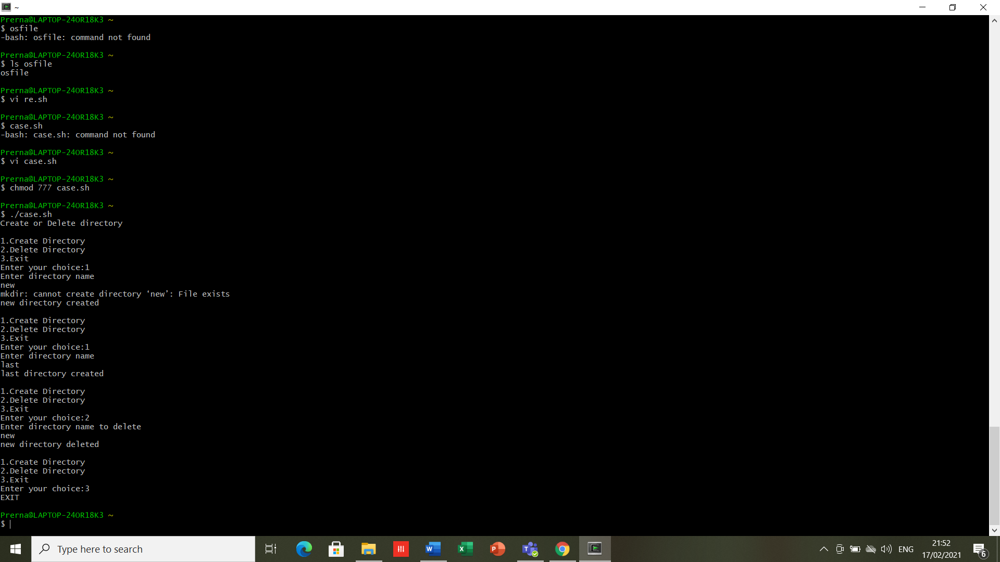 ~
Prerna@LAPTOP-24OR18K3 ~
$ osfile
-bash: osfile: command not found
Prerna@LAPTOP-24OR18K3 ~
$ ls osfile
osfile
Prerna@LAPTOP-24OR18K3 ~
$ vi re.sh
Prerna@LAPTOP-24OR18K3 ~
$ case.sh
-bash: case.sh: command not found
Prerna@LAPTOP-24OR18K3 ~
$ vi case.sh
Prerna@LAPTOP-24OR18K3 ~
$ chmod 777 case.sh
Prerna@LAPTOP-24OR18K3 ~
$ ./case.sh
Create or Delete directory
1.Create Directory
2.Delete Directory
3.Exit
Enter your choice:1
Enter directory name
new
mkdir: cannot create directory ‘new’: File exists
new directory created
1.Create Directory
2.Delete Directory
3.Exit
Enter your choice:1
Enter directory name
last
last directory created
1.Create Directory
2.Delete Directory
3.Exit
Enter your choice:2
Enter directory name to delete
new
new directory deleted
1.Create Directory
2.Delete Directory
3.Exit
Enter your choice:3
EXIT
Prerna@LAPTOP-24OR18K3 ~
$
Type here to search
W
X
P
ENG
21:52
17/02/2021
6